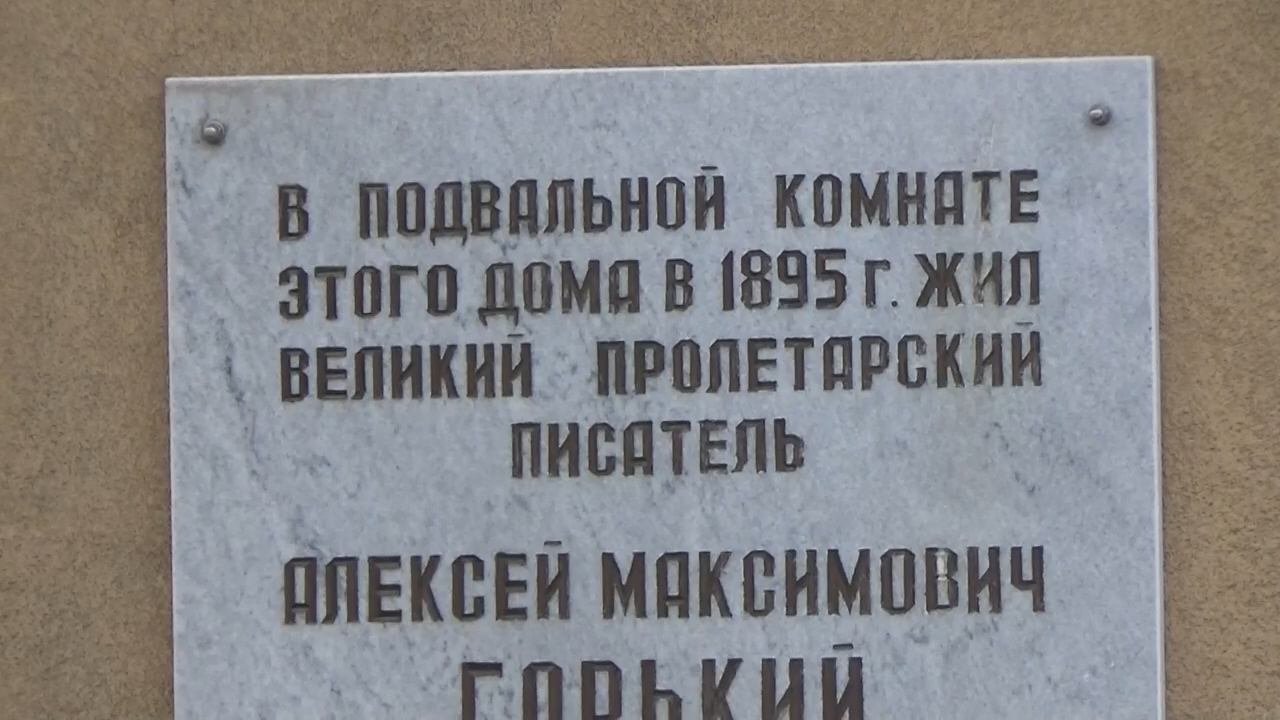 В ПОДВАЛЬНОЙ КОМНАТЕ
ЭТОГО ДОМА В 1895 г. ЖИЛ
ВЕЛИКИЙ ПРОЛЕТАРСКИЙ
ПИСАТЕЛЬ
АЛЕКСЕЙ МАКСИМОВИЧ
ГОРЬКИЙ